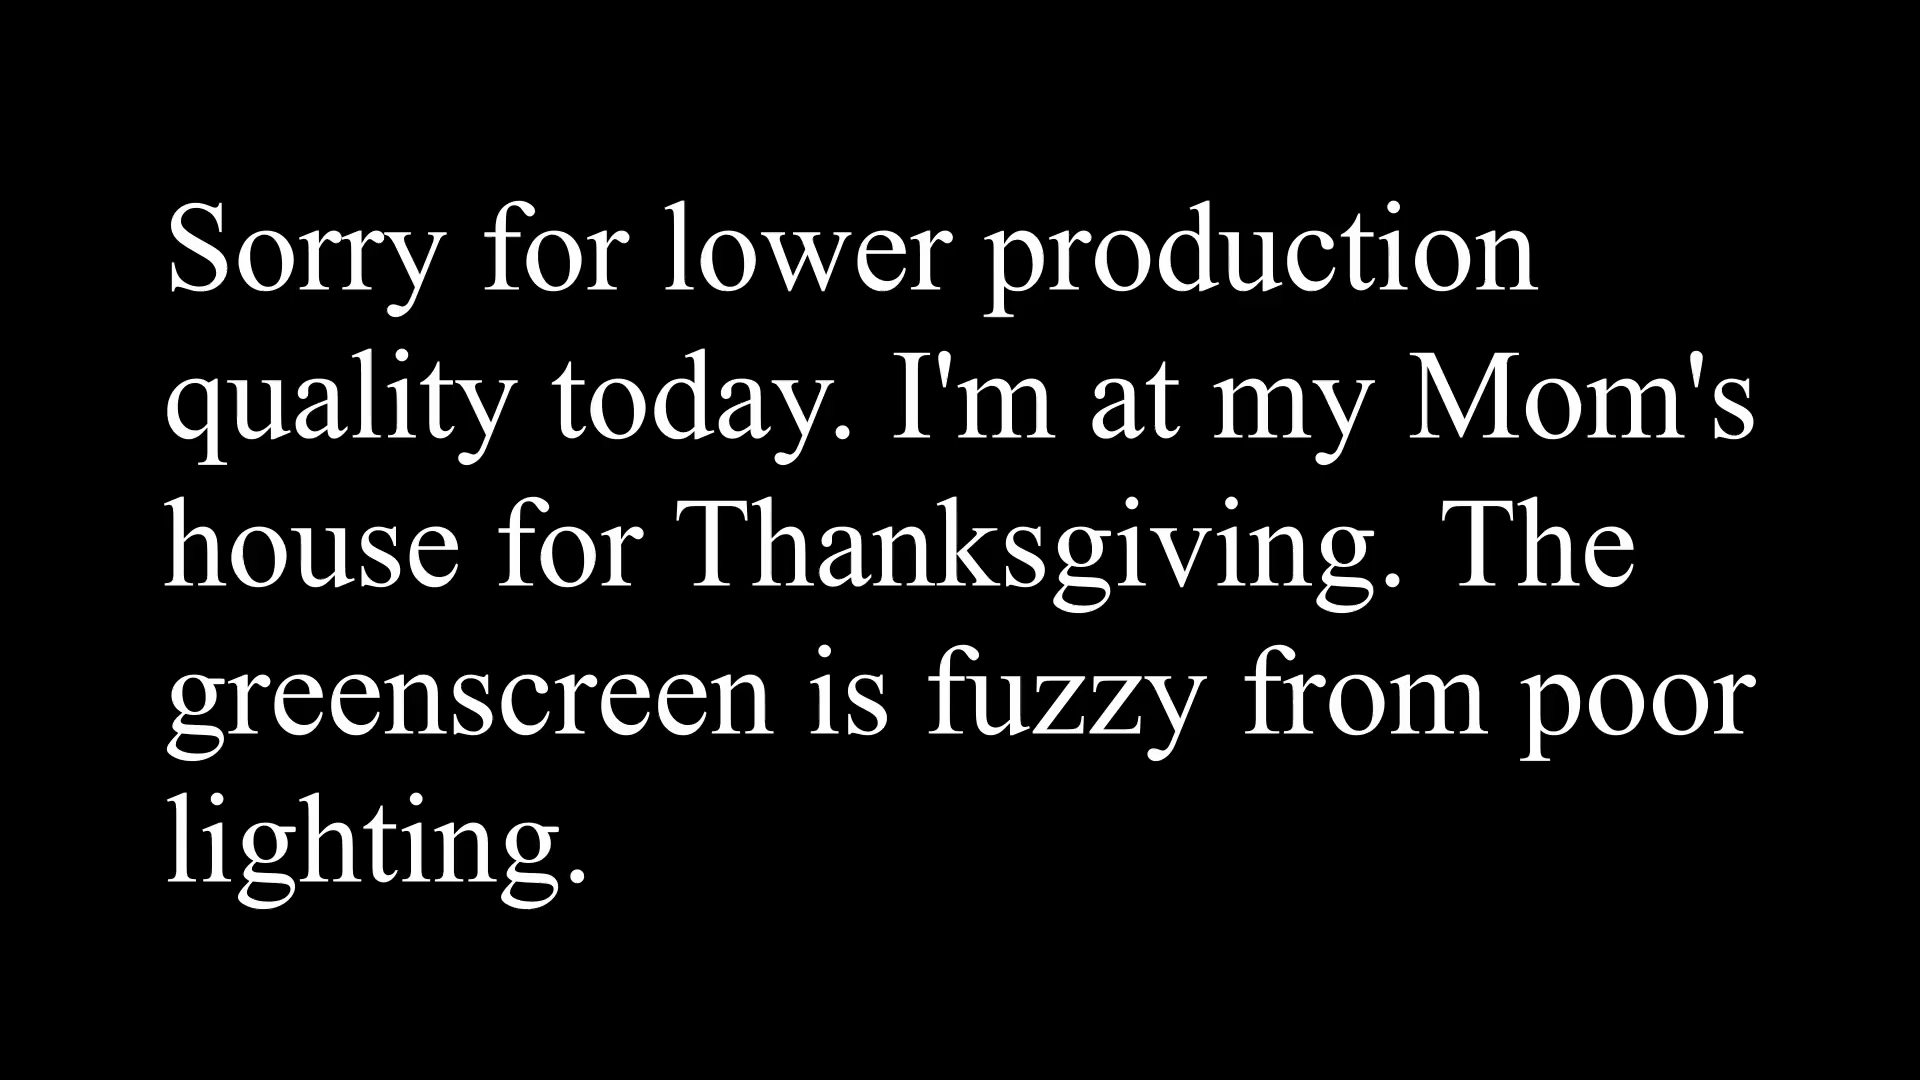 Sorry for lower production
quality today. I'm at my Mom's
house for Thanksgiving. The
greenscreen is fuzzy from poor
lighting.